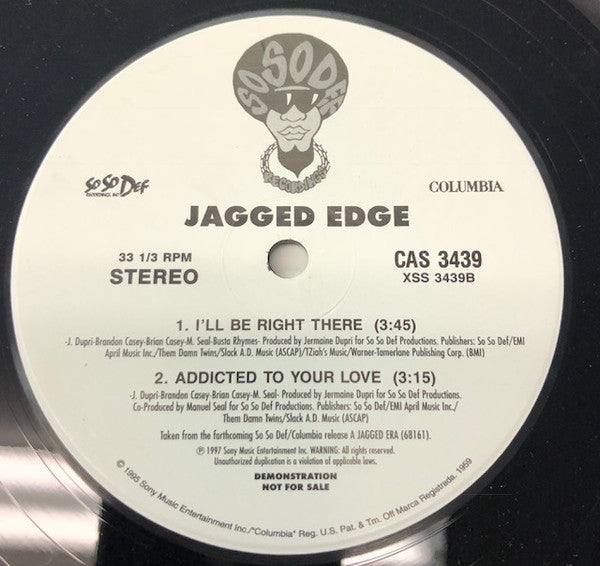 SO SO DEF
RECORDINGS
SO SO DEF
RECORDINGS, INC.
COLUMBIA
JAGGED EDGE
33 1/3 RPM
STEREO
CAS 3439
XSS 3439B
1. I'LL BE RIGHT THERE (3:45)
-J. Dupri-Brandon Casey-Brian Casey-M. Seal-Busta Rhymes- Produced by Jermaine Dupri for So So Def Productions. Publishers: So So Def/EMI
April Music Inc./Them Damn Twins/Slack A.D. Music (ASCAP)/TZiah's Music/Warner-Tamerlane Publishing Corp. (BMI)
2. ADDICTED TO YOUR LOVE (3:15)
-J. Dupri-Brandon Casey-Brian Casey-M. Seal- Produced by Jermaine Dupri for So So Def Productions.
Co-Produced by Manuel Seal for So So Def Productions. Publishers: So So Def/EMI April Music Inc./
Them Damn Twins/Slack A.D. Music (ASCAP)
Taken from the forthcoming So So Def/Columbia release A JAGGED ERA (68161).
℗ 1997 Sony Music Entertainment Inc. WARNING: All rights reserved.
Unauthorized duplication is a violation of applicable laws.
DEMONSTRATION
NOT FOR SALE
© 1995 Sony Music Entertainment Inc./"Columbia" Reg. U.S. Pat. & Tm. Off Marca Registrada, 1959